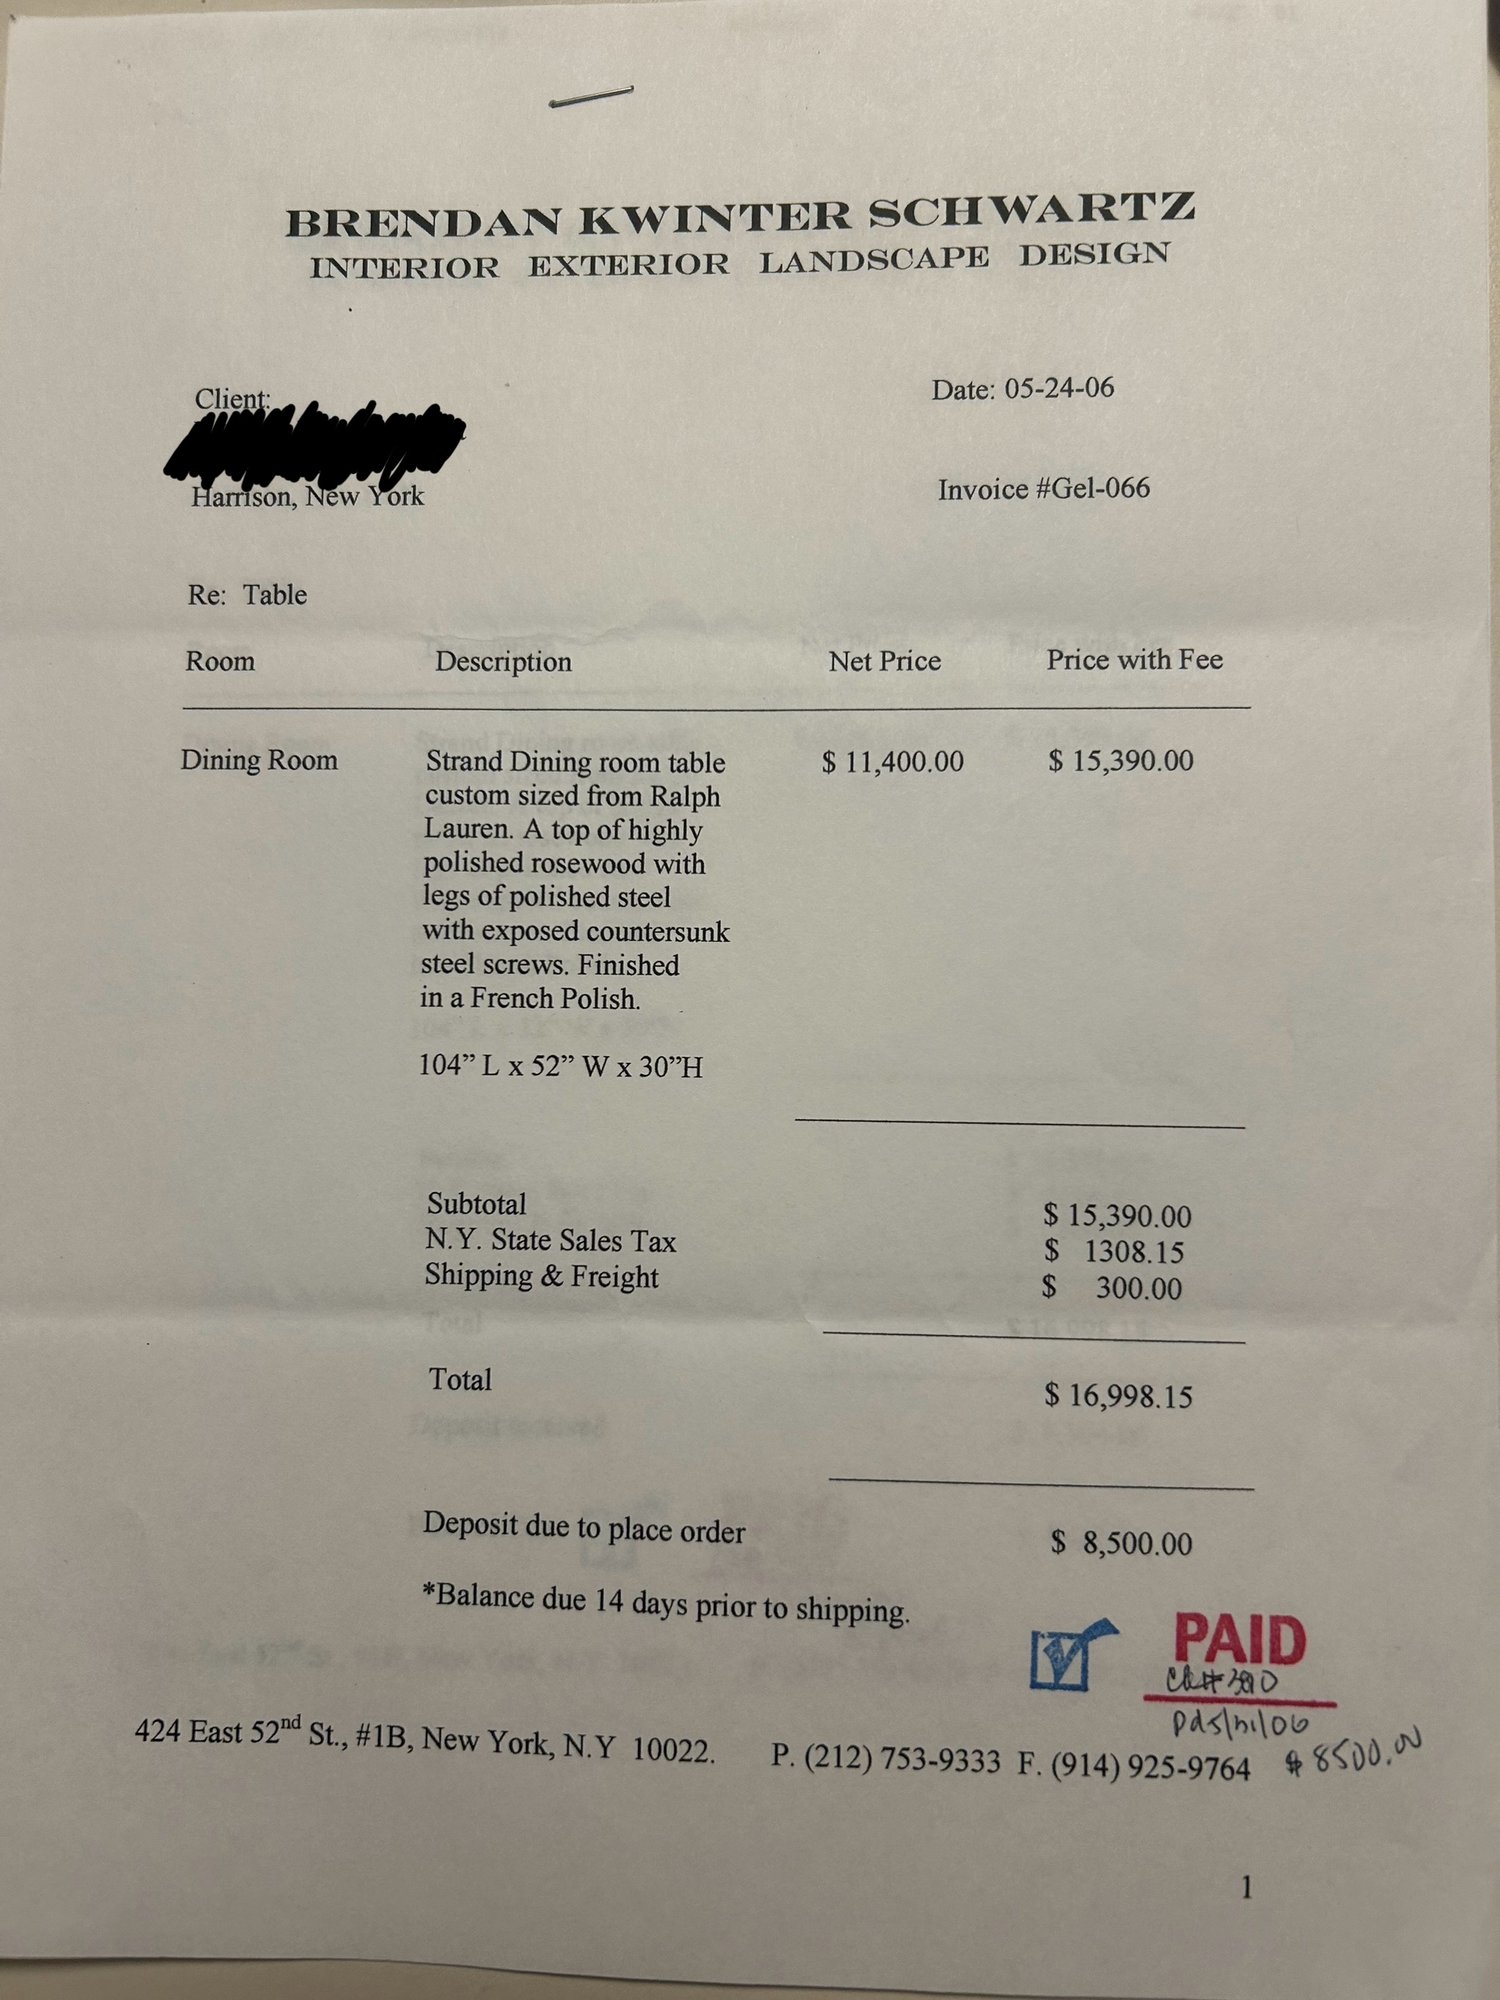 BRENDAN KWINTER SCHWARTZ
INTERIOR EXTERIOR LANDSCAPE DESIGN
Client:
Date: 05-24-06
Harrison, New York
Invoice #Gel-066
Re: Table
Room Description Net Price Price with Fee
Dining Room Strand Dining room table $ 11,400.00 $ 15,390.00
custom sized from Ralph
Lauren. A top of highly
polished rosewood with
legs of polished steel
with exposed countersunk
steel screws. Finished
in a French Polish.
104” L x 52” W x 30”H
Subtotal $ 15,390.00
N.Y. State Sales Tax $ 1308.15
Shipping & Freight $ 300.00
Total $ 16,998.15
Deposit due to place order $ 8,500.00
*Balance due 14 days prior to shipping.
PAID
424 East 52nd St., #1B, New York, N.Y 10022. P. (212) 753-9333 F. (914) 925-9764
$8500.00
1